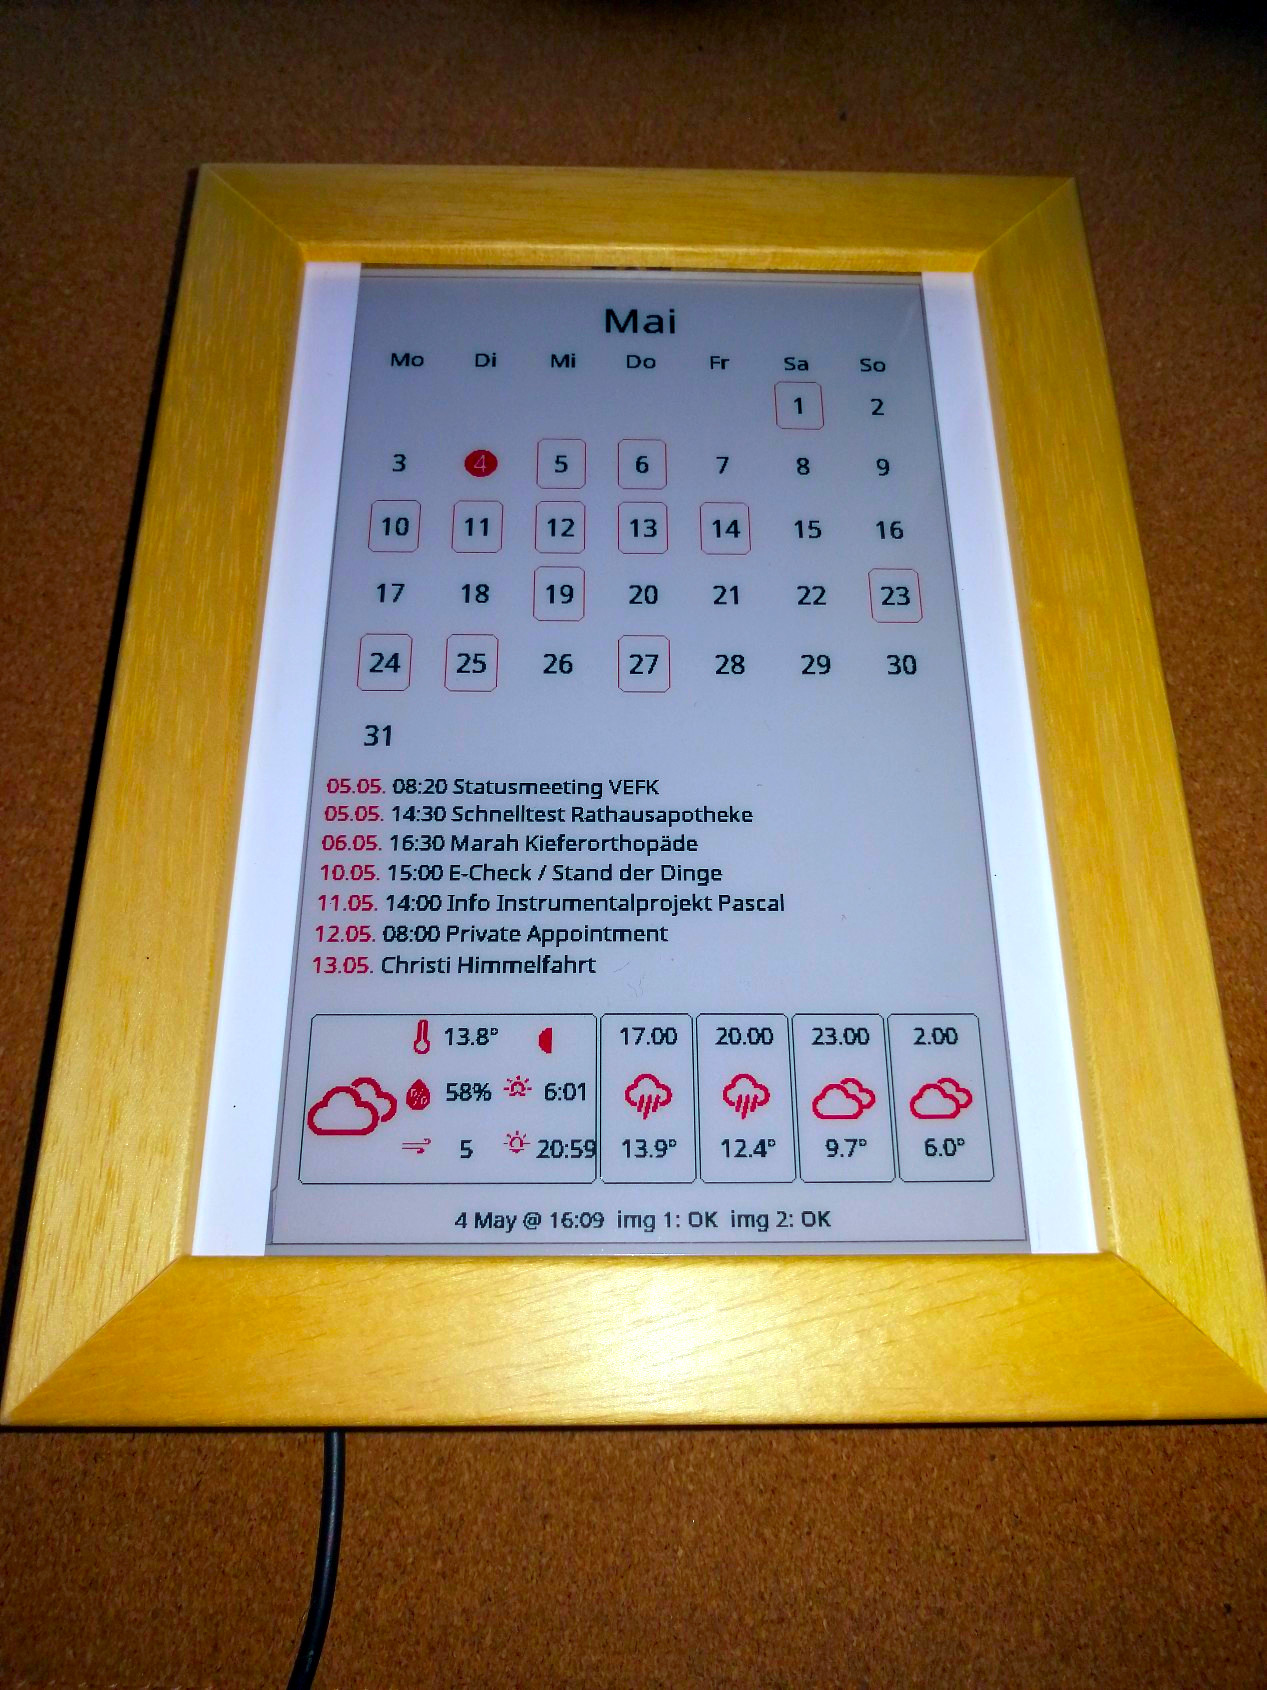 Mai
Mo Di Mi Do Fr Sa So
1 2
3 4 5 6 7 8 9
10 11 12 13 14 15 16
17 18 19 20 21 22 23
24 25 26 27 28 29 30
31
05.05. 08:20 Statusmeeting VEFK
05.05. 14:30 Schnelltest Rathausapotheke
06.05. 16:30 Marah Kieferorthopäde
10.05. 15:00 E-Check / Stand der Dinge
11.05. 14:00 Info Instrumentalprojekt Pascal
12.05. 08:00 Private Appointment
13.05. Christi Himmelfahrt
13.8° 17.00 20.00 23.00 2.00
58% 6:01
5 20:59 13.9° 12.4° 9.7° 6.0°
4 May @ 16:09 img 1: OK img 2: OK